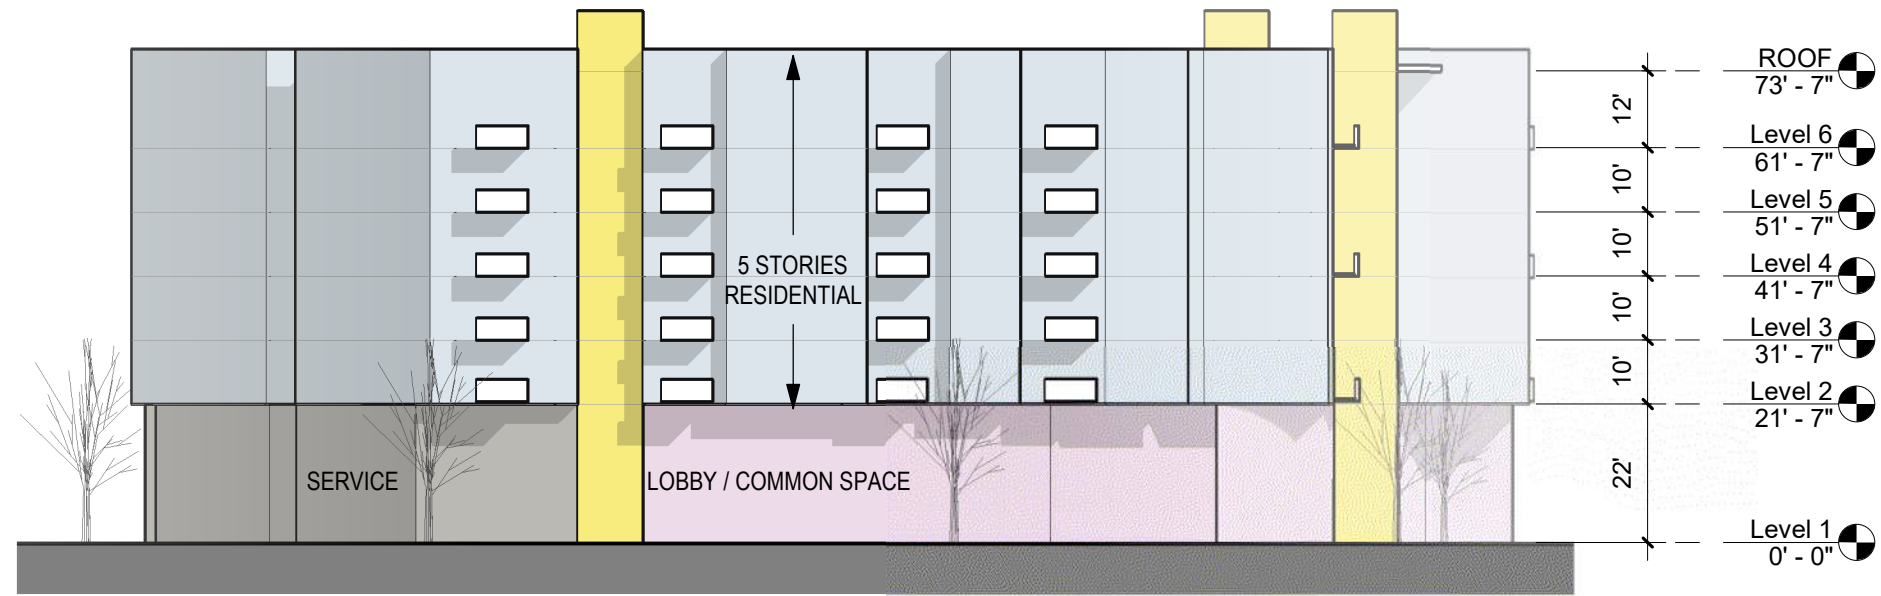 ROOF
73' - 7"
12'
Level 6
61' - 7"
10'
Level 5
51' - 7"
10'
5 STORIES
RESIDENTIAL
Level 4
41' - 7"
10'
Level 3
31' - 7"
10'
Level 2
21' - 7"
SERVICE
LOBBY / COMMON SPACE
22'
Level 1
0' - 0"